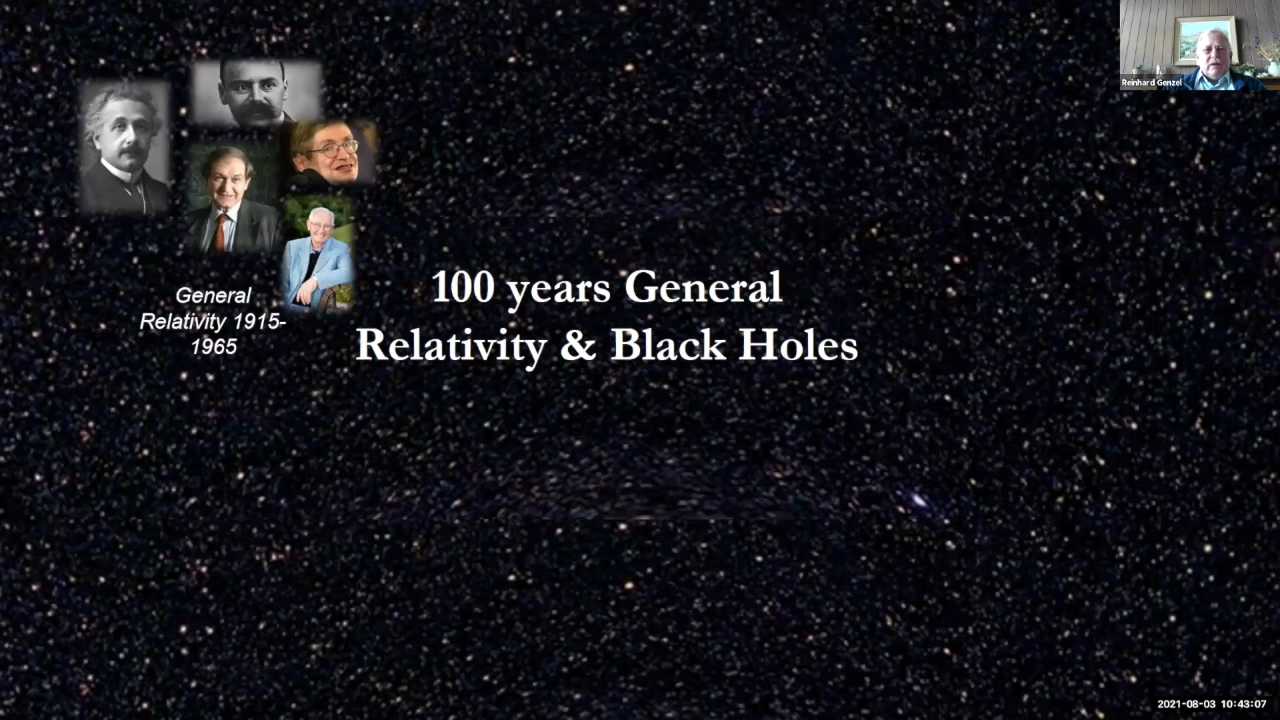 Reinhard Genzel
100 years General
Relativity & Black Holes
General
Relativity 1915-
1965
2021-08-03 10:43:07